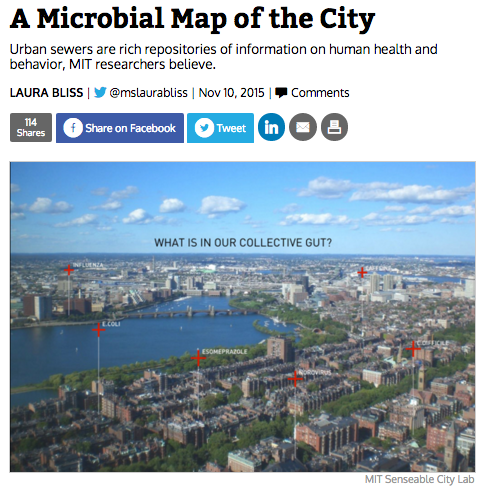 A Microbial Map of the City
Urban sewers are rich repositories of information on human health and
behavior, MIT researchers believe.
LAURA BLISS | @mslaurabliss | Nov 10, 2015 | Comments
114
Shares
f Share on Facebook
Tweet
in
WHAT IS IN OUR COLLECTIVE GUT?
INFLUENZA
CAFFEINE
E.COLI
ESOMEPRAZOLE
C.DIFFICILE
NOROVIRUS
MIT Senseable City Lab